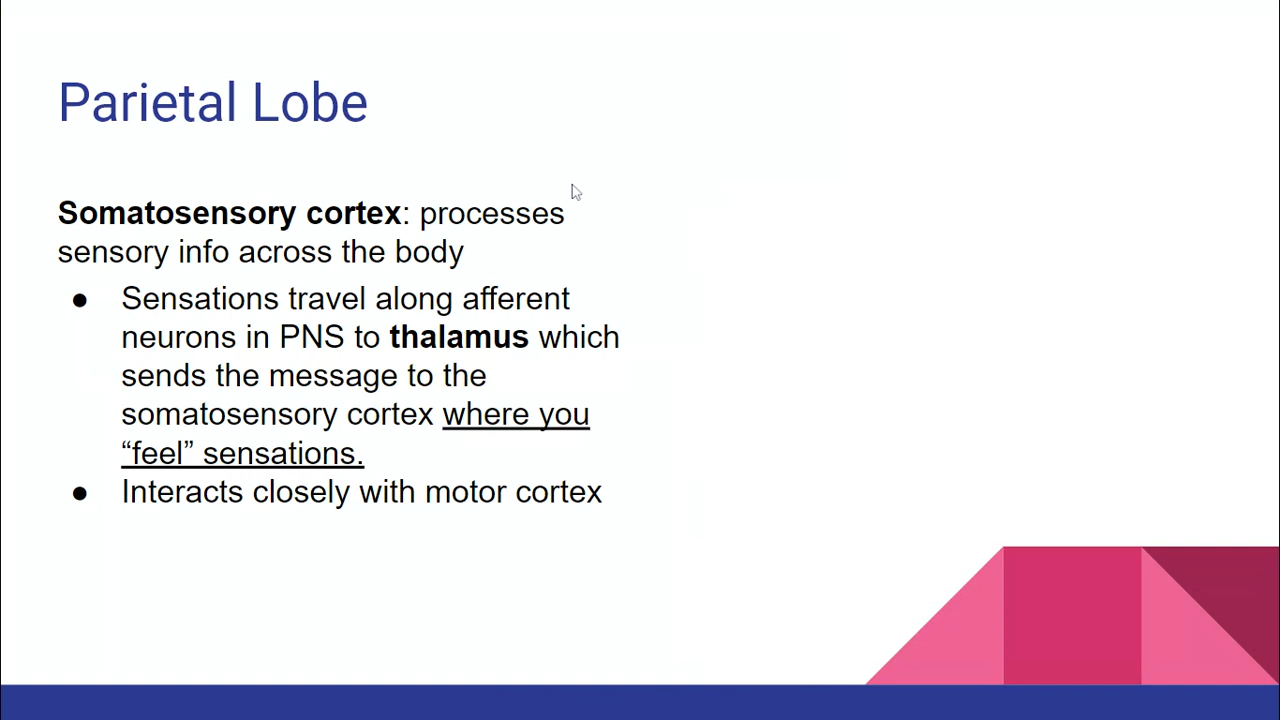 Parietal Lobe
Somatosensory cortex: processes
sensory info across the body
● Sensations travel along afferent
neurons in PNS to thalamus which
sends the message to the
somatosensory cortex where you
“feel” sensations.
● Interacts closely with motor cortex